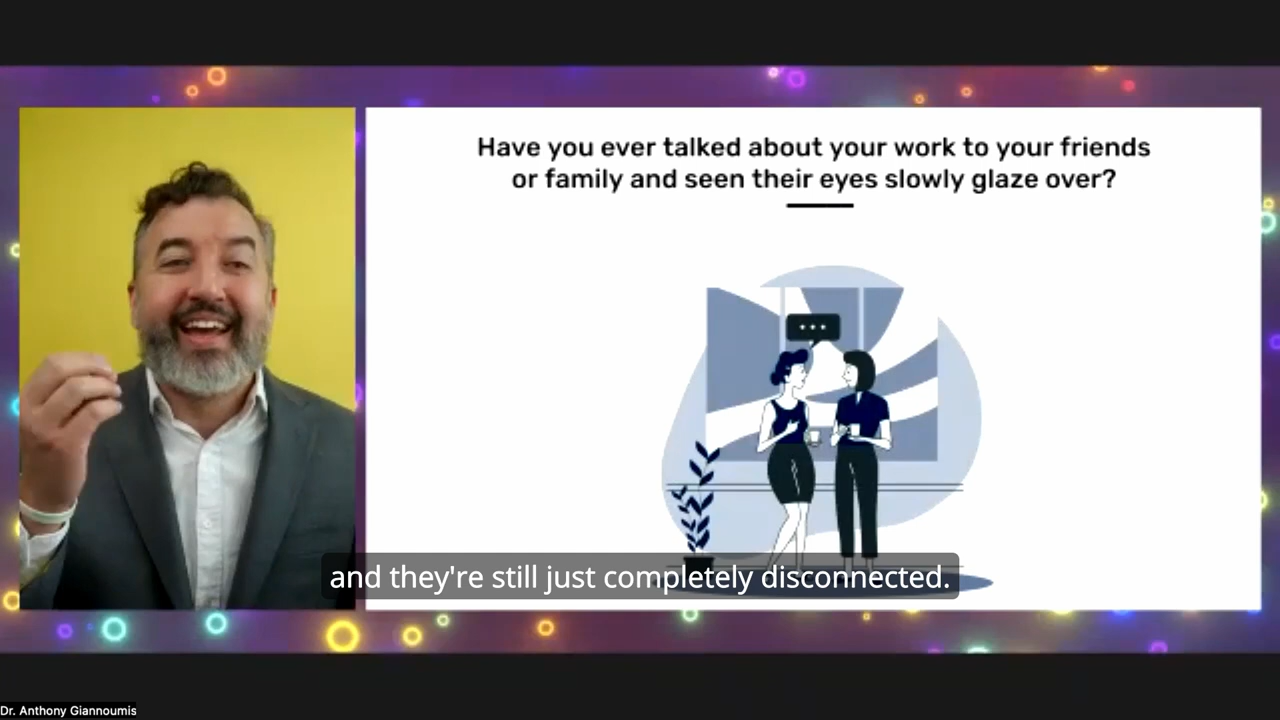 Have you ever talked about your work to your friends
or family and seen their eyes slowly glaze over?
and they're still just completely disconnected.
Dr. Anthony Giannoumis